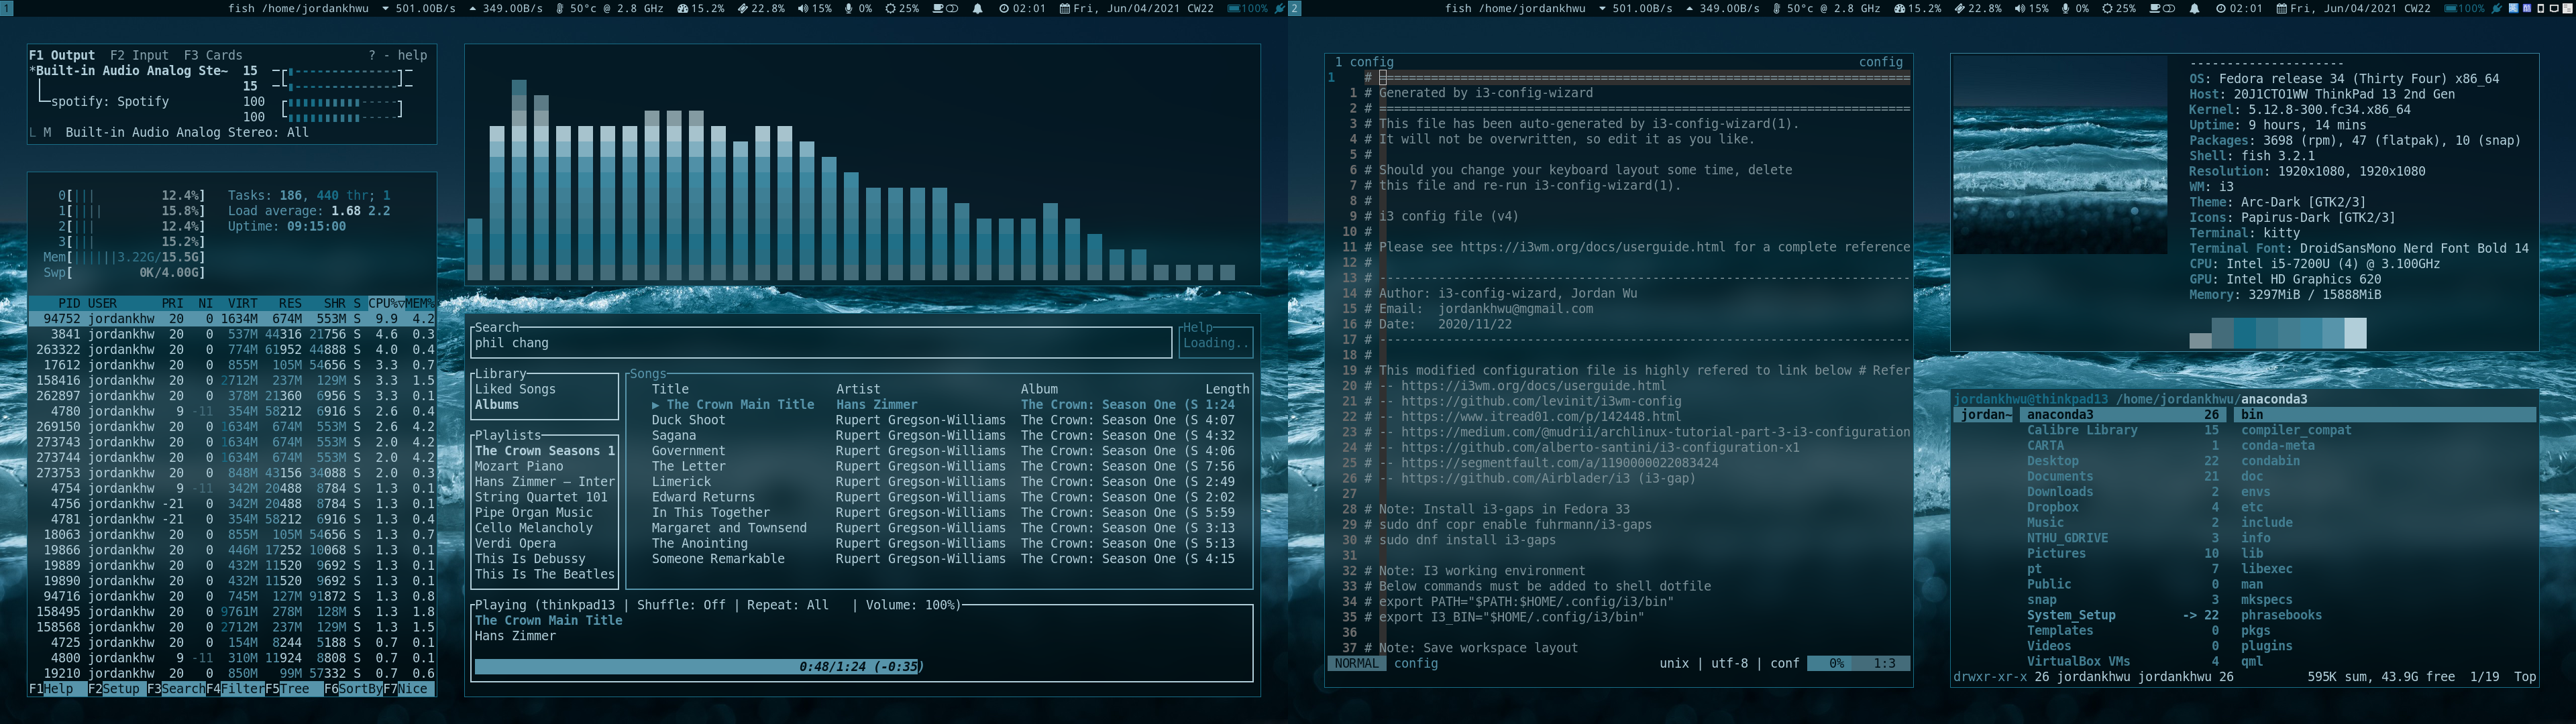 1 fish /home/jordankhwu 501.00B/s 349.00B/s 50°c @ 2.8 GHz 15.2% 22.8% 15% 0% 25% 02:01 Fri, Jun/04/2021 CW22 100%
2 fish /home/jordankhwu 501.00B/s 349.00B/s 50°c @ 2.8 GHz 15.2% 22.8% 15% 0% 25% 02:01 Fri, Jun/04/2021 CW22 100%
F1 Output F2 Input F3 Cards ? - help
*Built-in Audio Analog Ste~ 15
15
spotify: Spotify 100
100
L M Built-in Audio Analog Stereo: All
0[||| 12.4%] Tasks: 186, 440 thr; 1
1[|||| 15.8%] Load average: 1.68 2.2
2[||| 12.4%] Uptime: 09:15:00
3[||| 15.2%]
Mem[||||||3.22G/15.5G]
Swp[ 0K/4.00G]
PID USER PRI NI VIRT RES SHR S CPU%▽MEM%
94752 jordankhw 20 0 1634M 674M 553M S 9.9 4.2
3841 jordankhw 20 0 537M 44316 21756 S 4.6 0.3
263322 jordankhw 20 0 774M 61952 44888 S 4.0 0.4
17612 jordankhw 20 0 855M 105M 54656 S 3.3 0.7
158416 jordankhw 20 0 2712M 237M 129M S 3.3 1.5
262897 jordankhw 20 0 378M 21360 6956 S 3.3 0.1
4780 jordankhw 9 -11 354M 58212 6916 S 2.6 0.4
269150 jordankhw 20 0 1634M 674M 553M S 2.6 4.2
273743 jordankhw 20 0 1634M 674M 553M S 2.0 4.2
273744 jordankhw 20 0 1634M 674M 553M S 2.0 4.2
273753 jordankhw 20 0 848M 43156 34088 S 2.0 0.3
4754 jordankhw 9 -11 342M 20488 8784 S 1.3 0.1
4756 jordankhw -21 0 342M 20488 8784 S 1.3 0.1
4781 jordankhw -21 0 354M 58212 6916 S 1.3 0.4
18063 jordankhw 20 0 855M 105M 54656 S 1.3 0.7
19866 jordankhw 20 0 446M 17252 10068 S 1.3 0.1
19889 jordankhw 20 0 432M 11520 9692 S 1.3 0.1
19890 jordankhw 20 0 432M 11520 9692 S 1.3 0.1
94716 jordankhw 20 0 745M 127M 91872 S 1.3 0.8
158495 jordankhw 20 0 9761M 278M 128M S 1.3 1.8
158568 jordankhw 20 0 2712M 237M 129M S 1.3 1.5
4725 jordankhw 20 0 154M 8244 5188 S 0.7 0.1
4800 jordankhw 9 -11 310M 11924 8808 S 0.7 0.1
19210 jordankhw 20 0 850M 99M 57332 S 0.7 0.6
F1Help F2Setup F3SearchF4FilterF5Tree F6SortByF7Nice
Search Help
phil chang Loading..
Library
Liked Songs
Albums
Playlists
The Crown Seasons 1
Mozart Piano
Hans Zimmer – Inter
String Quartet 101
Pipe Organ Music
Cello Melancholy
Verdi Opera
This Is Debussy
This Is The Beatles
Songs
Title Artist Album Length
▶ The Crown Main Title Hans Zimmer The Crown: Season One (S 1:24
Duck Shoot Rupert Gregson-Williams The Crown: Season One (S 4:07
Sagana Rupert Gregson-Williams The Crown: Season One (S 4:32
Government Rupert Gregson-Williams The Crown: Season One (S 4:06
The Letter Rupert Gregson-Williams The Crown: Season One (S 7:56
Limerick Rupert Gregson-Williams The Crown: Season One (S 2:49
Edward Returns Rupert Gregson-Williams The Crown: Season One (S 2:02
In This Together Rupert Gregson-Williams The Crown: Season One (S 5:59
Margaret and Townsend Rupert Gregson-Williams The Crown: Season One (S 3:13
The Anointing Rupert Gregson-Williams The Crown: Season One (S 5:13
Someone Remarkable Rupert Gregson-Williams The Crown: Season One (S 4:15
Playing (thinkpad13 | Shuffle: Off | Repeat: All | Volume: 100%)
The Crown Main Title
Hans Zimmer
0:48/1:24 (-0:35)
1 config config
1 # ========================================================================
1 # Generated by i3-config-wizard
2 # ========================================================================
3 # This file has been auto-generated by i3-config-wizard(1).
4 # It will not be overwritten, so edit it as you like.
5 #
6 # Should you change your keyboard layout some time, delete
7 # this file and re-run i3-config-wizard(1).
8 #
9 # i3 config file (v4)
10 #
11 # Please see https://i3wm.org/docs/userguide.html for a complete reference
12 #
13 # ------------------------------------------------------------------------
14 # Author: i3-config-wizard, Jordan Wu
15 # Email: jordankhwu@mgmail.com
16 # Date: 2020/11/22
17 # ------------------------------------------------------------------------
18 #
19 # This modified configuration file is highly refered to link below # Refer
20 # -- https://i3wm.org/docs/userguide.html
21 # -- https://github.com/levinit/i3wm-config
22 # -- https://www.itread01.com/p/142448.html
23 # -- https://medium.com/@mudrii/archlinux-tutorial-part-3-i3-configuration
24 # -- https://github.com/alberto-santini/i3-configuration-x1
25 # -- https://segmentfault.com/a/1190000022083424
26 # -- https://github.com/Airblader/i3 (i3-gap)
27
28 # Note: Install i3-gaps in Fedora 33
29 # sudo dnf copr enable fuhrmann/i3-gaps
30 # sudo dnf install i3-gaps
31
32 # Note: I3 working environment
33 # Below commands must be added to shell dotfile
34 # export PATH="$PATH:$HOME/.config/i3/bin"
35 # export I3_BIN="$HOME/.config/i3/bin"
36
37 # Note: Save workspace layout
NORMAL config unix | utf-8 | conf 0% 1:3
---------------------
OS: Fedora release 34 (Thirty Four) x86_64
Host: 20J1CTO1WW ThinkPad 13 2nd Gen
Kernel: 5.12.8-300.fc34.x86_64
Uptime: 9 hours, 14 mins
Packages: 3698 (rpm), 47 (flatpak), 10 (snap)
Shell: fish 3.2.1
Resolution: 1920x1080, 1920x1080
WM: i3
Theme: Arc-Dark [GTK2/3]
Icons: Papirus-Dark [GTK2/3]
Terminal: kitty
Terminal Font: DroidSansMono Nerd Font Bold 14
CPU: Intel i5-7200U (4) @ 3.100GHz
GPU: Intel HD Graphics 620
Memory: 3297MiB / 15888MiB
jordankhwu@thinkpad13 /home/jordankhwu/anaconda3
jordan~ anaconda3 26 bin
Calibre Library 15 compiler_compat
CARTA 1 conda-meta
Desktop 22 condabin
Documents 21 doc
Downloads 2 envs
Dropbox 4 etc
Music 2 include
NTHU_GDRIVE 3 info
Pictures 10 lib
pt 7 libexec
Public 0 man
snap 3 mkspecs
System_Setup -> 22 phrasebooks
Templates 0 pkgs
Videos 0 plugins
VirtualBox VMs 4 qml
drwxr-xr-x 26 jordankhwu jordankhwu 26 595K sum, 43.9G free 1/19 Top